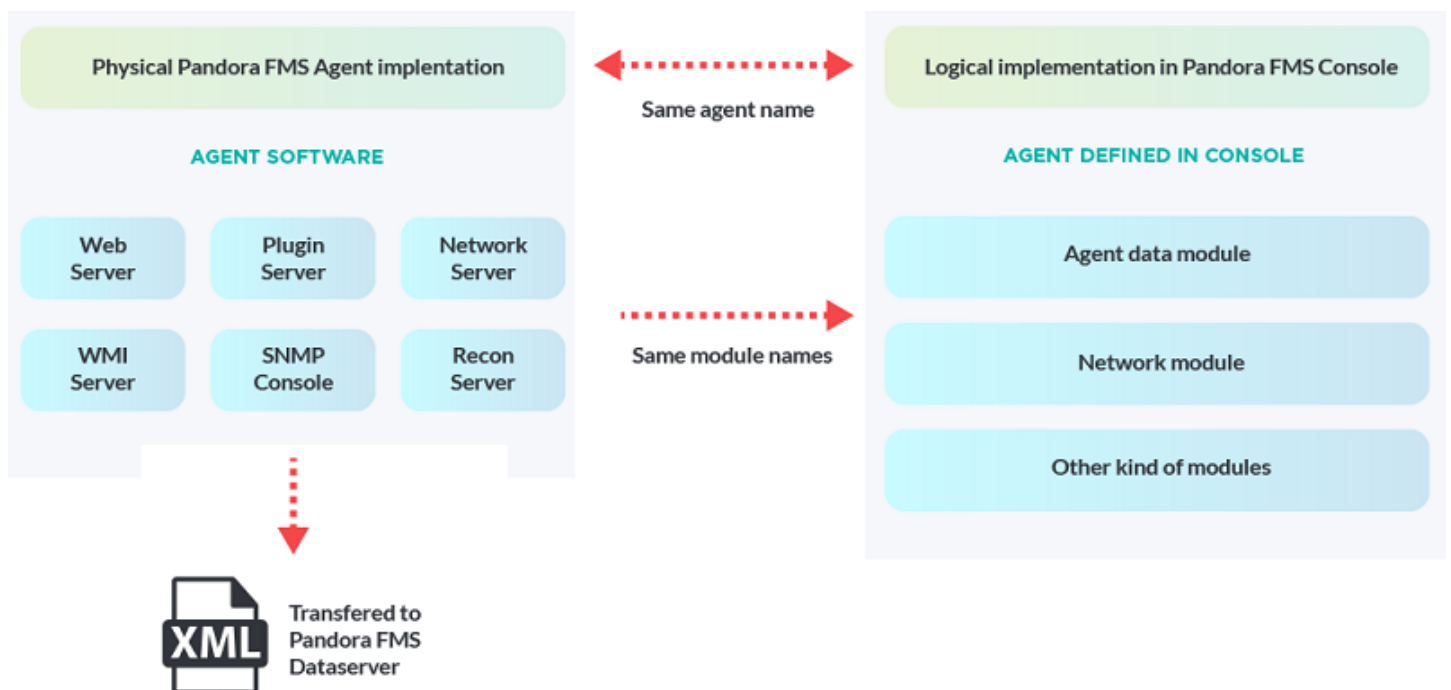 Physical Pandora FMS Agent implentation
Same agent name
Logical implementation in Pandora FMS Console
AGENT SOFTWARE
AGENT DEFINED IN CONSOLE
Web
Server
Plugin
Server
Network
Server
WMI
Server
SNMP
Console
Recon
Server
Same module names
Agent data module
Network module
Other kind of modules
XML
Transfered to
Pandora FMS
Dataserver